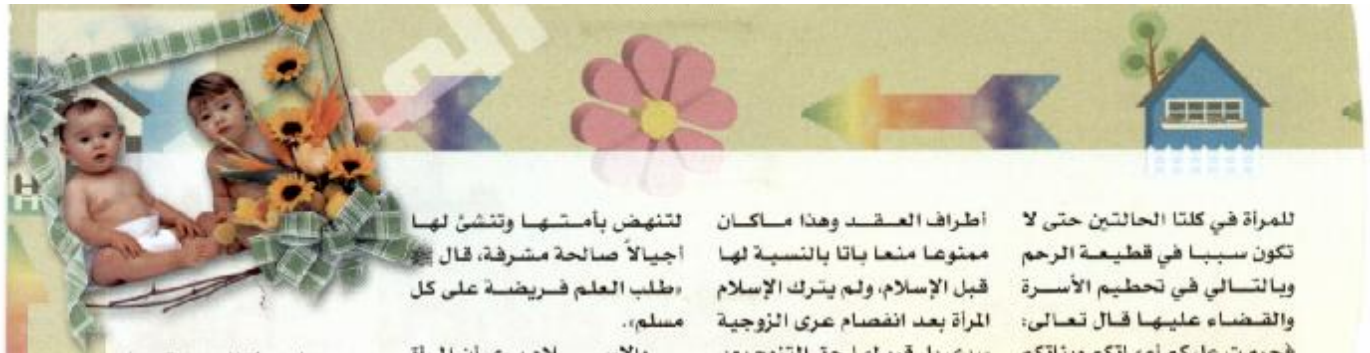 للمرأة في كلتا الحالتين حتى لا
تكون سببا في قطيعة الرحم
وبالتالي في تحطيم الأسرة
والقضاء عليها قال تعالى:
أطراف العقد وهذا ماكان
ممنوعا منعا باتا بالنسبة لها
قبل الإسلام، ولم يترك الإسلام
المرأة بعد انفصام عرى الزوجية
لتنهض بأمتها وتنشئ لها
أجيالاً صالحة مشرفة، قال ﷺ
«طلب العلم فريضة على كل
مسلم».